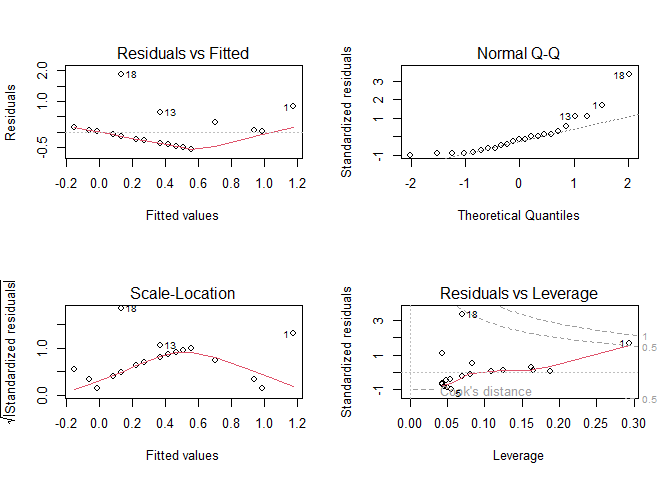 Residuals vs Fitted
Residuals
2.0
1.0
-0.5
18
13
1
-0.2 0.0 0.2 0.4 0.6 0.8 1.0 1.2
Fitted values
Normal Q-Q
Standardized residuals
3
2
1
-1
18
13
1
-2 -1 0 1 2
Theoretical Quantiles
Scale-Location
√|Standardized residuals|
1.0
0.0
18
13
1
-0.2 0.0 0.2 0.4 0.6 0.8 1.0 1.2
Fitted values
Residuals vs Leverage
Standardized residuals
3
1
-1
18
1
5
Cook's distance
1
0.5
0.5
0.00 0.05 0.10 0.15 0.20 0.25 0.30
Leverage